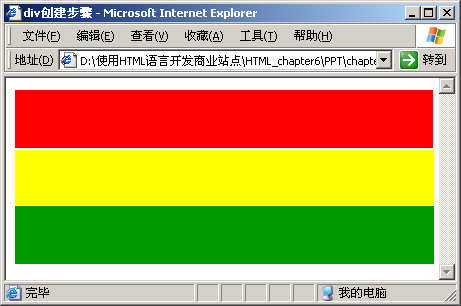 div创建步骤 - Microsoft Internet Explorer
文件(F) 编辑(E) 查看(V) 收藏(A) 工具(T) 帮助(H)
地址(D) D:\使用HTML语言开发商业站点\HTML_chapter6\PPT\chapte 转到
完毕 我的电脑